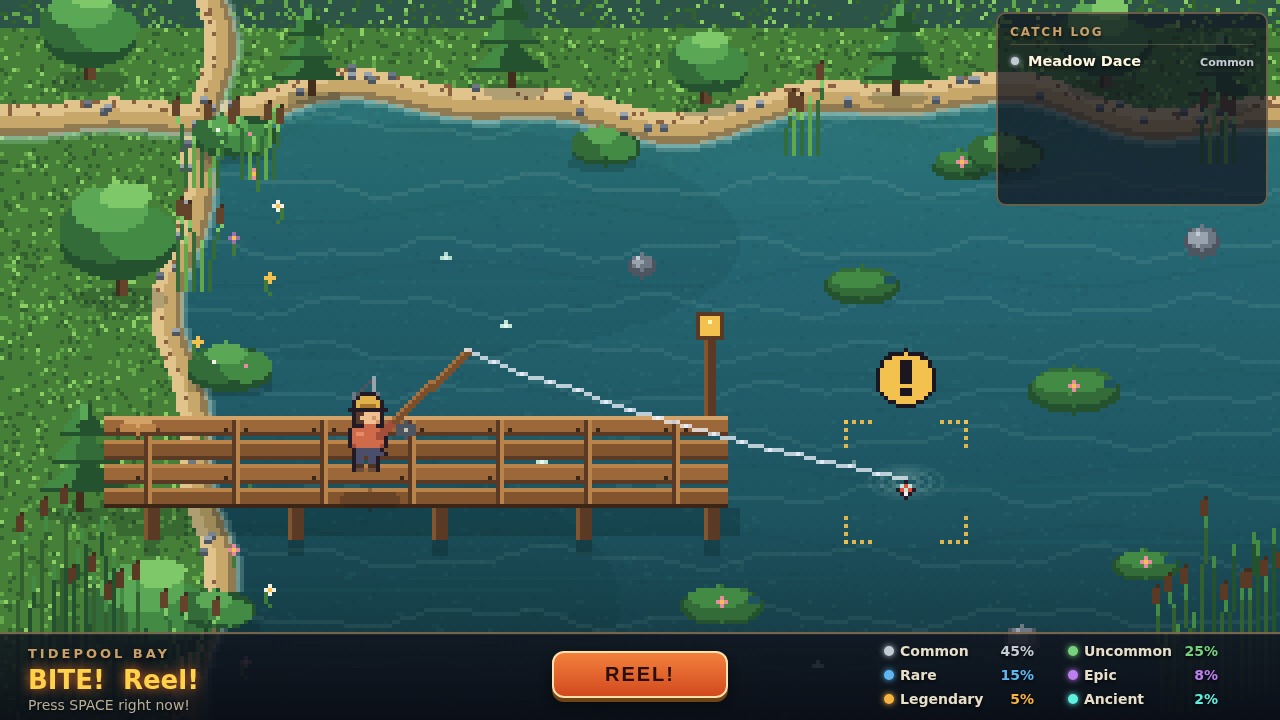 CATCH LOG
Meadow Dace Common
!
TIDEPOOL BAY
BITE! Reel!
Press SPACE right now!
REEL!
Common 45% Uncommon 25%
Rare 15% Epic 8%
Legendary 5% Ancient 2%